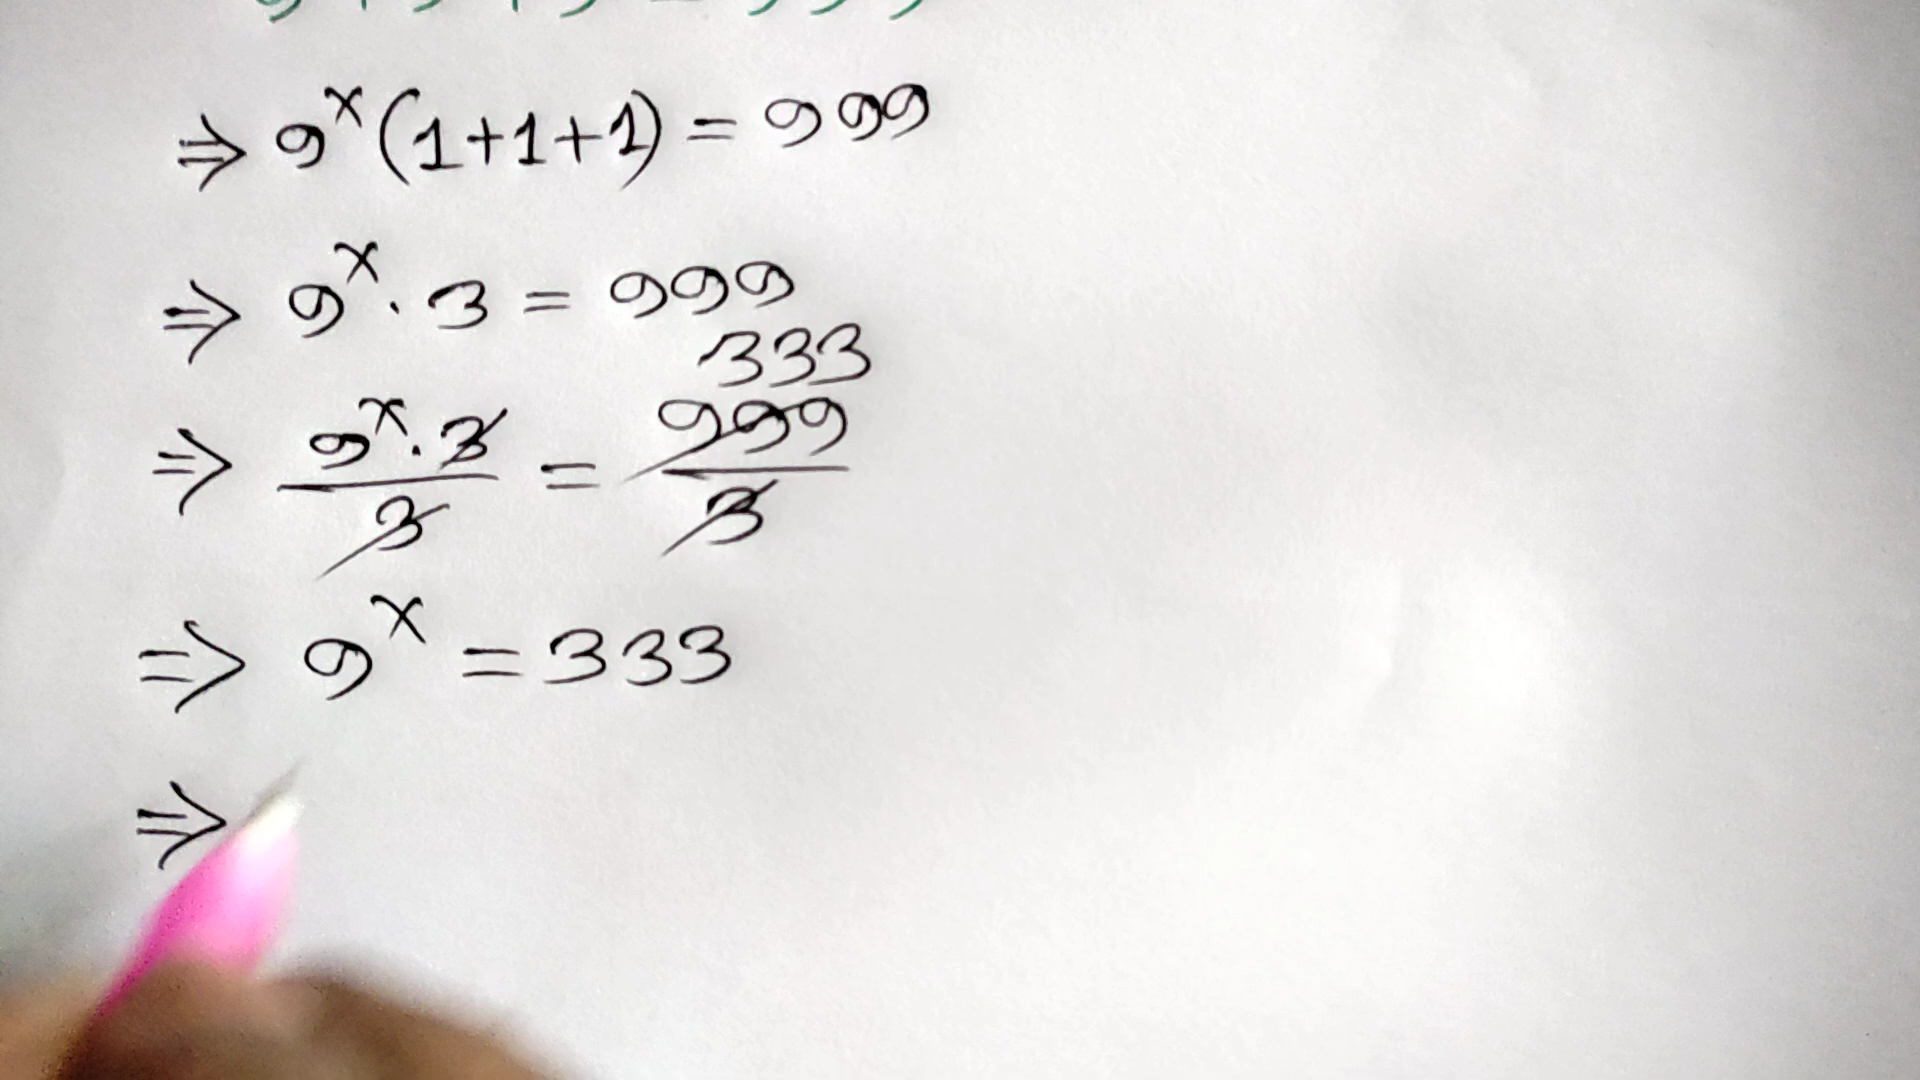 ⇒ 9^x (1+1+1) = 999
⇒ 9^x . 3 = 999
333
⇒ 9^x . 3 / 3 = 999 / 3
⇒ 9^x = 333
⇒